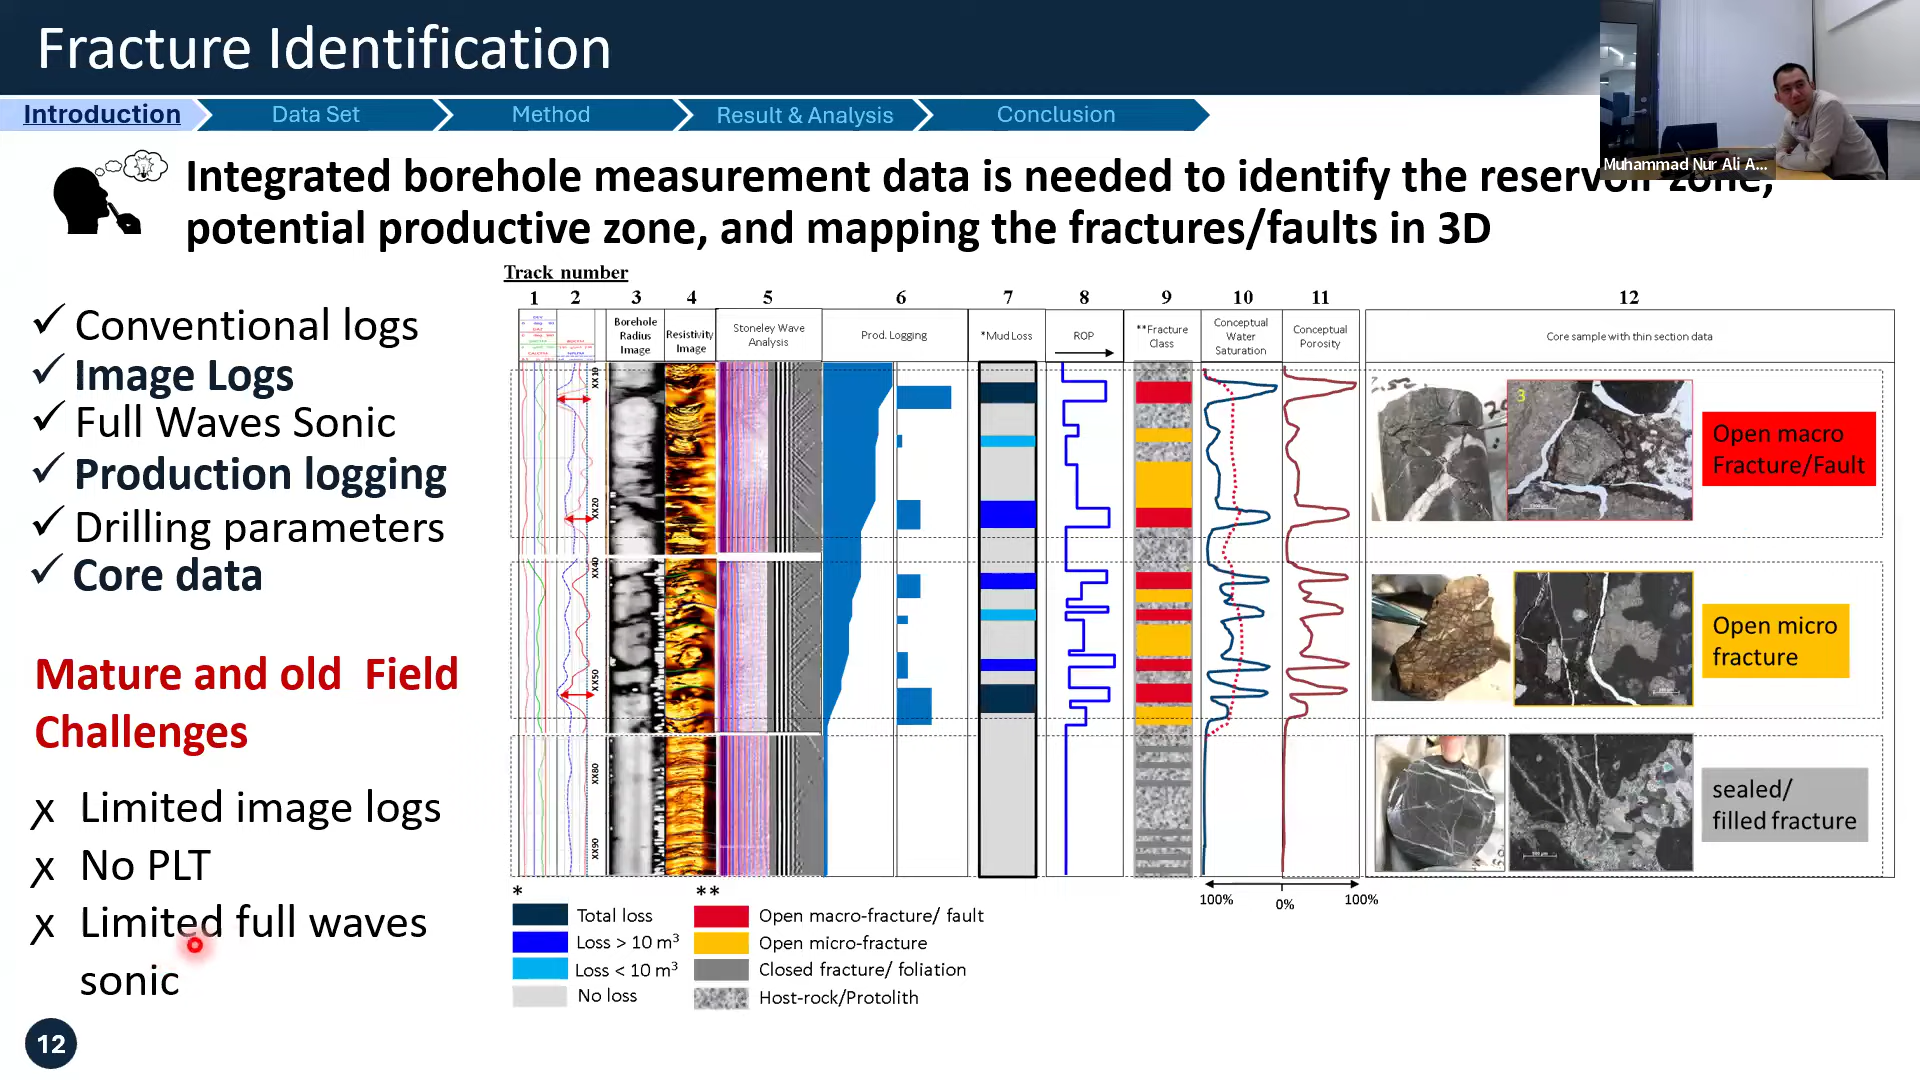 Fracture Identification
Introduction
Data Set
Method
Result & Analysis
Conclusion
Muhammad Nur Ali A...
Integrated borehole measurement data is needed to identify the reservoir zone,
potential productive zone, and mapping the fractures/faults in 3D
✓ Conventional logs
✓ Image Logs
✓ Full Waves Sonic
✓ Production logging
✓ Drilling parameters
✓ Core data
Mature and old Field
Challenges
x Limited image logs
x No PLT
x Limited full waves
sonic
12
Track number
1 2 3 4 5 6 7 8 9 10 11 12
Borehole
Radius
Image
Resistivity
Image
Stoneley Wave
Analysis
Prod. Logging
*Mud Loss
ROP
**Fracture
Class
Conceptual
Water
Saturation
Conceptual
Porosity
Core sample with thin section data
XX10
XX20
XX40
XX50
XX80
XX90
3
Open macro
Fracture/Fault
Open micro
fracture
sealed/
filled fracture
100%
0%
100%
*
Total loss
Loss > 10 m³
Loss < 10 m³
No loss
**
Open macro-fracture/ fault
Open micro-fracture
Closed fracture/ foliation
Host-rock/Protolith